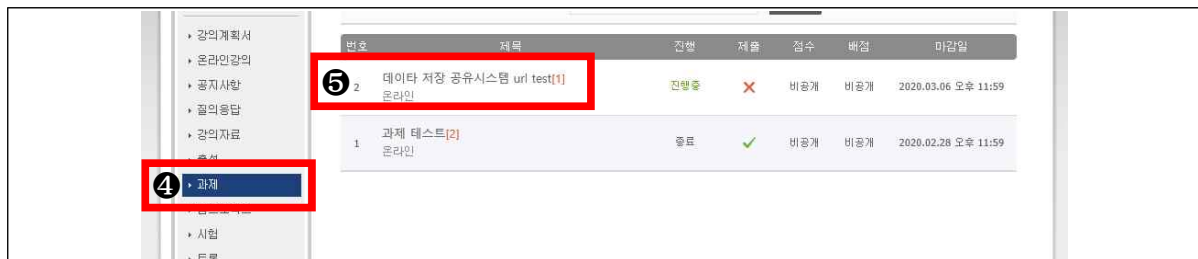 강의계획서
온라인강의
공지사항
질의응답
강의자료
❹ 과제
시험
번호 제목 진행 제출 점수 배점 마감일
❺ 2 데이타 저장 공유시스템 url test[1] 진행중 비공개 비공개 2020.03.06 오후 11:59
온라인
1 과제 테스트[2] 종료 비공개 비공개 2020.02.28 오후 11:59
온라인